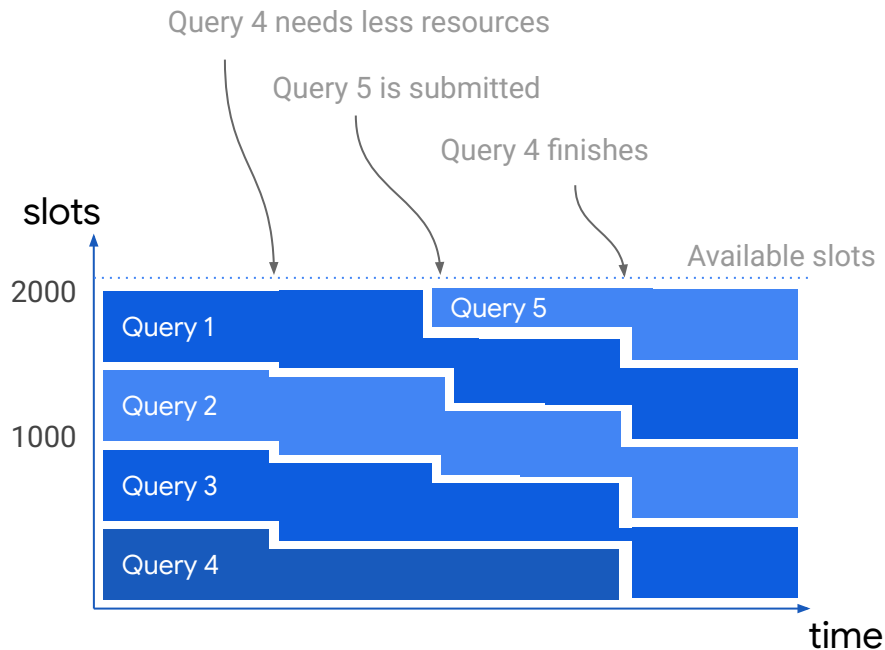 Query 4 needs less resources
Query 5 is submitted
Query 4 finishes
slots
Available slots
2000
Query 5
Query 1
Query 2
1000
Query 3
Query 4
time